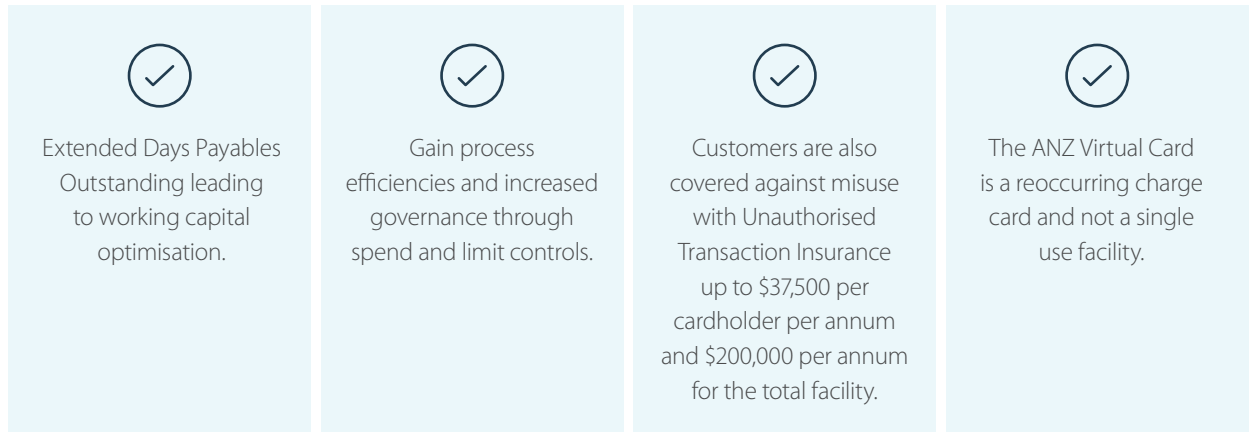 Extended Days Payables
Outstanding leading
to working capital
optimisation.
Gain process
efficiencies and increased
governance through
spend and limit controls.
Customers are also
covered against misuse
with Unauthorised
Transaction Insurance
up to $37,500 per
cardholder per annum
and $200,000 per annum
for the total facility.
The ANZ Virtual Card
is a reoccurring charge
card and not a single
use facility.